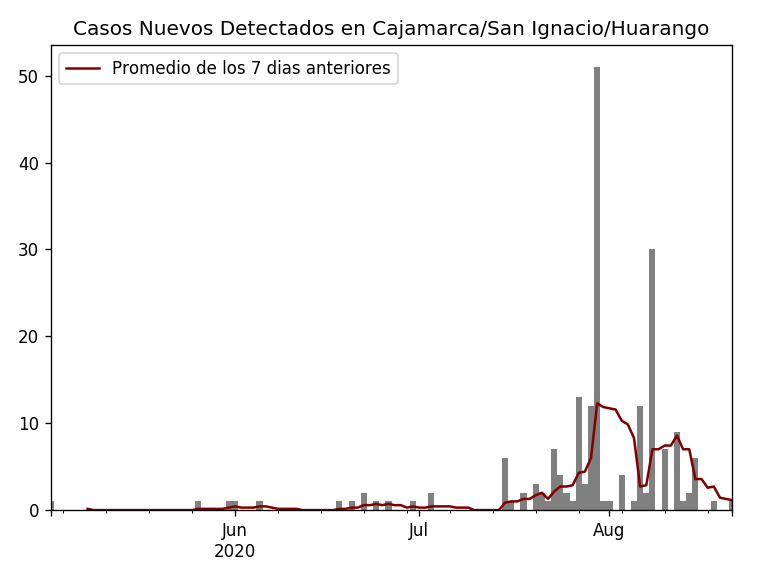 Casos Nuevos Detectados en Cajamarca/San Ignacio/Huarango
Promedio de los 7 dias anteriores
50
40
30
20
10
0
Jun
2020
Jul
Aug